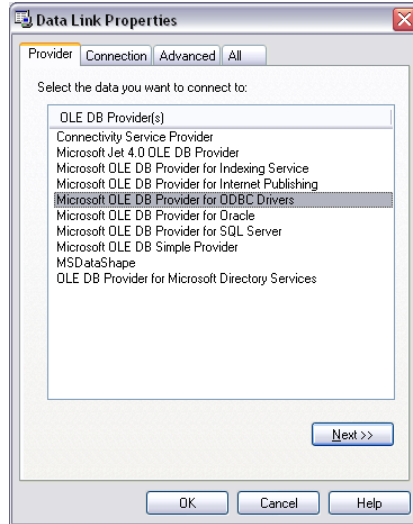 Data Link Properties
Provider Connection Advanced All
Select the data you want to connect to:
OLE DB Provider(s)
Connectivity Service Provider
Microsoft Jet 4.0 OLE DB Provider
Microsoft OLE DB Provider for Indexing Service
Microsoft OLE DB Provider for Internet Publishing
Microsoft OLE DB Provider for ODBC Drivers
Microsoft OLE DB Provider for Oracle
Microsoft OLE DB Provider for SQL Server
Microsoft OLE DB Simple Provider
MSDataShape
OLE DB Provider for Microsoft Directory Services
Next >>
OK Cancel Help